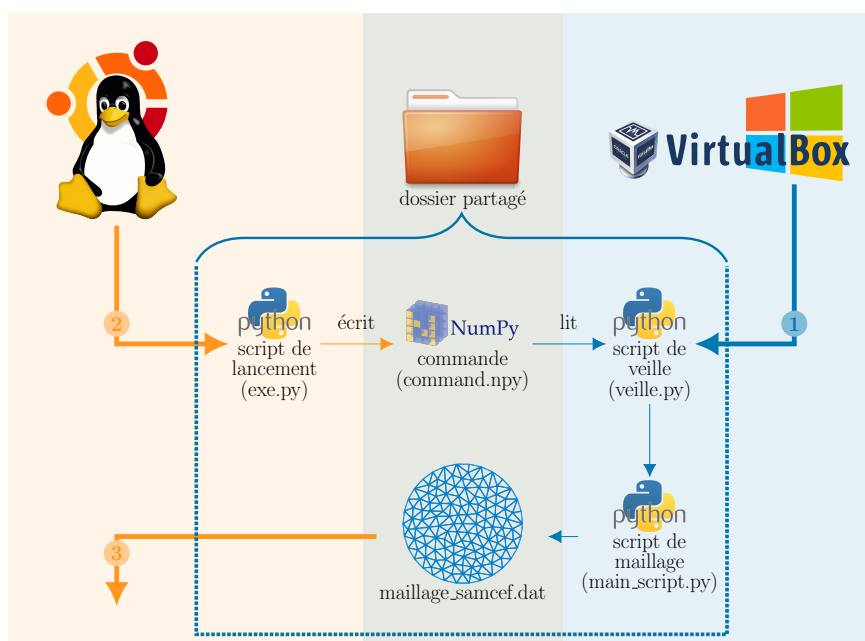 VirtualBox
dossier partagé
2
1
python
écrit
NumPy
lit
python
script de
lancement
(exe.py)
commande
(command.npy)
script de
veille
(veille.py)
python
script de
maillage
(main_script.py)
3
maillage_samcef.dat